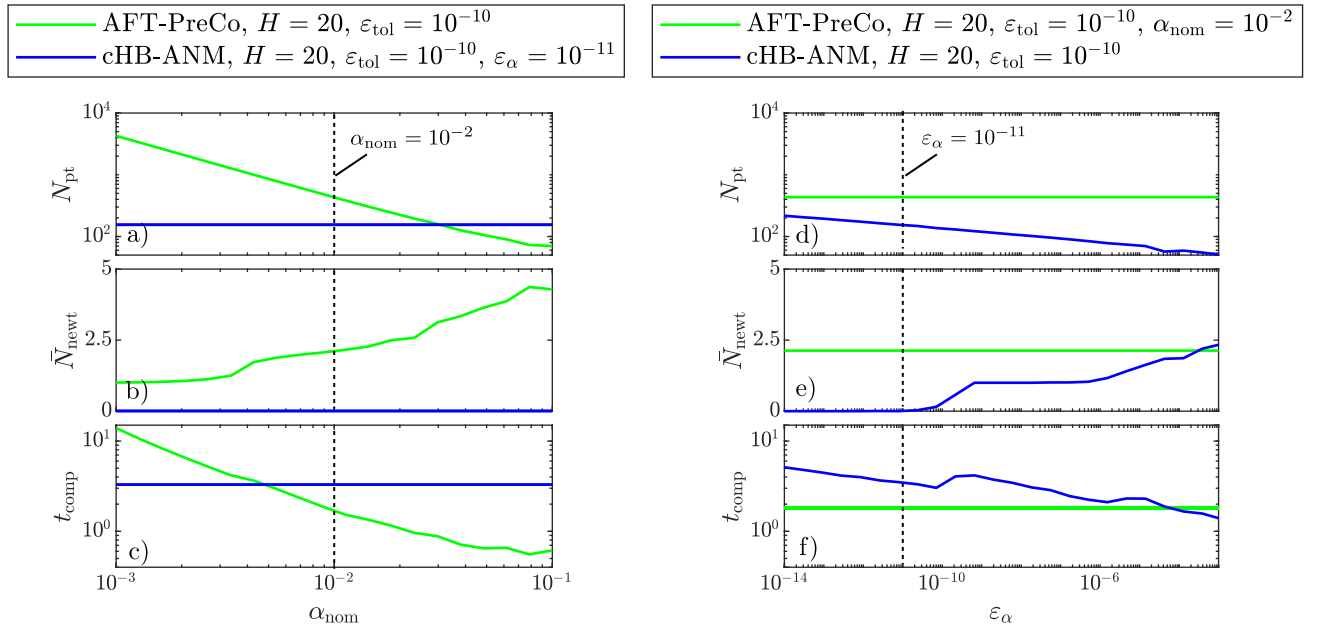 AFT-PreCo, H = 20, ε_tol = 10^{-10}
cHB-ANM, H = 20, ε_tol = 10^{-10}, ε_α = 10^{-11}
10^4
10^2
N_pt
α_nom = 10^{-2}
a)
5
2.5
0
N̄_newt
b)
10^1
10^0
t_comp
c)
10^{-3}
10^{-2}
10^{-1}
α_nom
AFT-PreCo, H = 20, ε_tol = 10^{-10}, α_nom = 10^{-2}
cHB-ANM, H = 20, ε_tol = 10^{-10}
10^4
10^2
N_pt
ε_α = 10^{-11}
d)
5
2.5
0
N̄_newt
e)
10^1
10^0
t_comp
f)
10^{-14}
10^{-10}
10^{-6}
ε_α